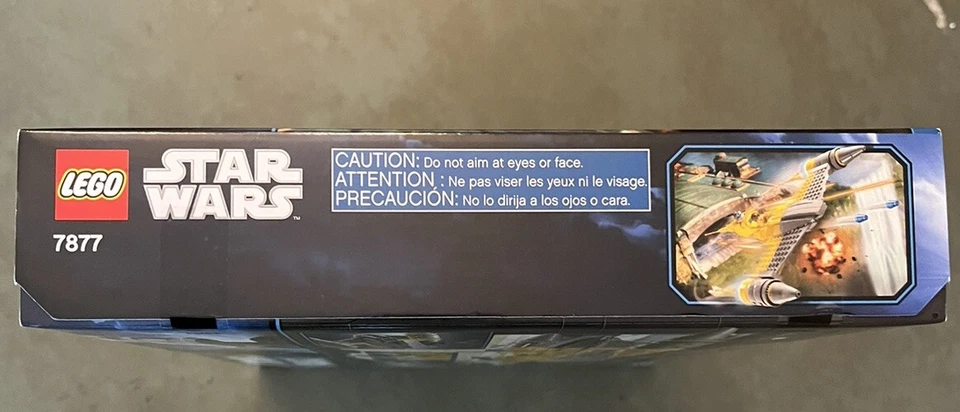 LEGO
STAR
WARS™
7877
CAUTION: Do not aim at eyes or face.
ATTENTION : Ne pas viser les yeux ni le visage.
PRECAUCIÓN: No lo dirija a los ojos o cara.